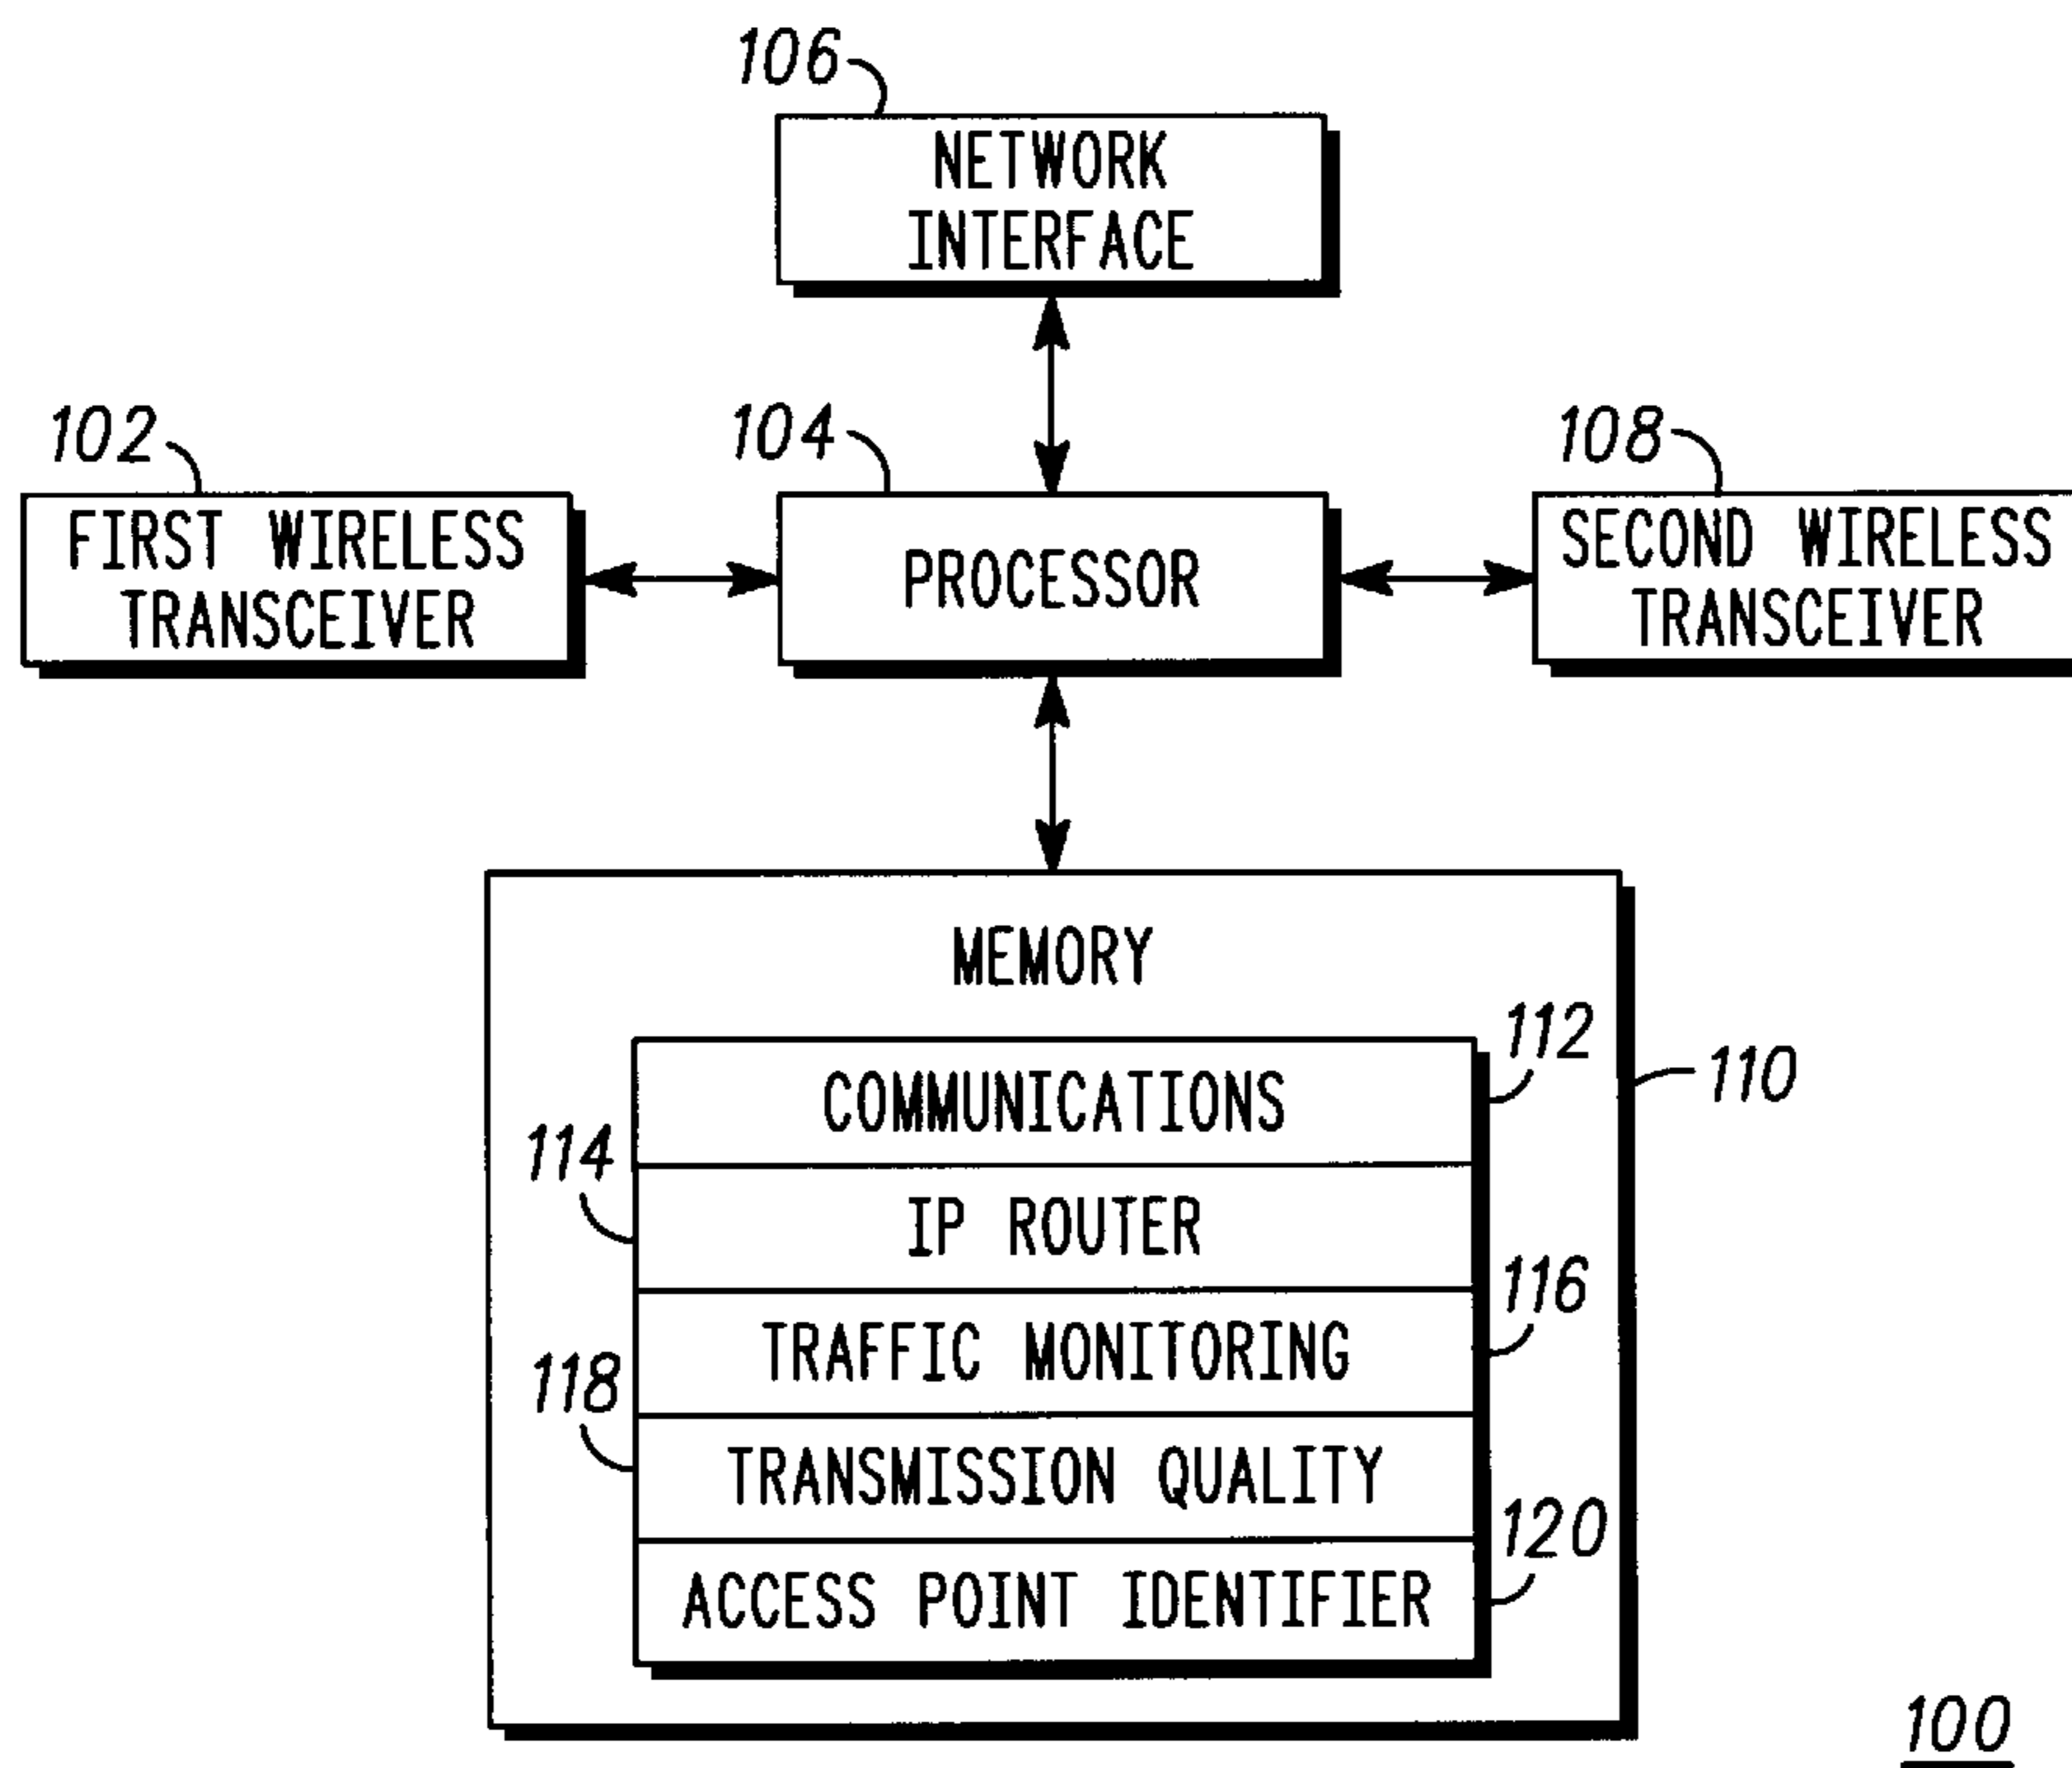 106
NETWORK
INTERFACE
102
104
108
FIRST WIRELESS
TRANSCEIVER
PROCESSOR
SECOND WIRELESS
TRANSCEIVER
MEMORY
112
110
COMMUNICATIONS
114
IP ROUTER
116
TRAFFIC MONITORING
118
TRANSMISSION QUALITY
120
ACCESS POINT IDENTIFIER
100